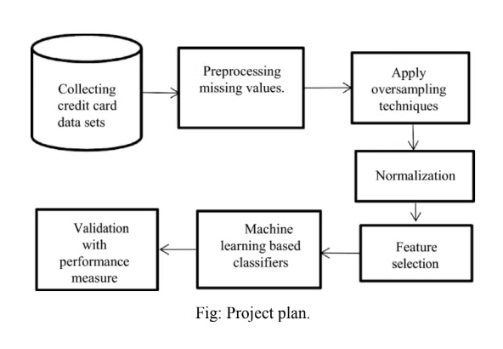 Collecting
credit card
data sets
Preprocessing
missing values.
Apply
oversampling
techniques
Normalization
Feature
selection
Machine
learning based
classifiers
Validation
with
performance
measure
Fig: Project plan.